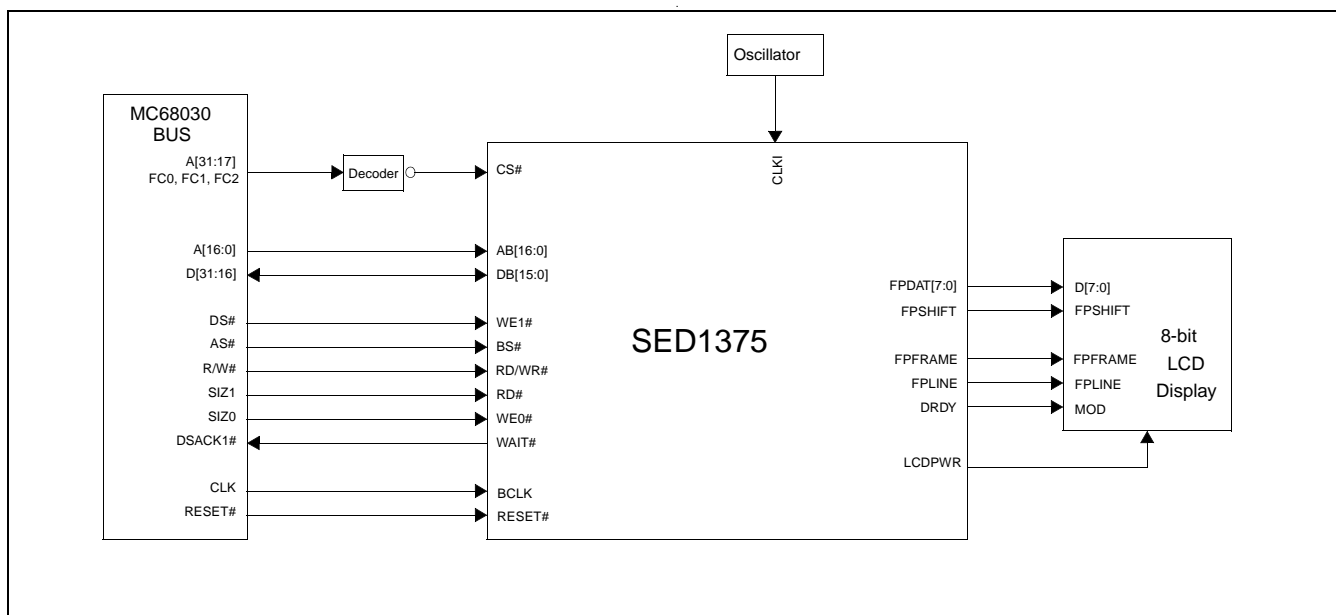 Oscillator
MC68030
BUS
A[31:17]
FC0, FC1, FC2
Decoder
CS#
CLKI
A[16:0]
AB[16:0]
D[31:16]
DB[15:0]
FPDAT[7:0]
D[7:0]
FPSHIFT
FPSHIFT
DS#
WE1#
SED1375
8-bit
LCD
Display
AS#
BS#
FPFRAME
FPFRAME
R/W#
RD/WR#
FPLINE
FPLINE
SIZ1
RD#
DRDY
MOD
SIZ0
WE0#
DSACK1#
WAIT#
LCDPWR
CLK
BCLK
RESET#
RESET#